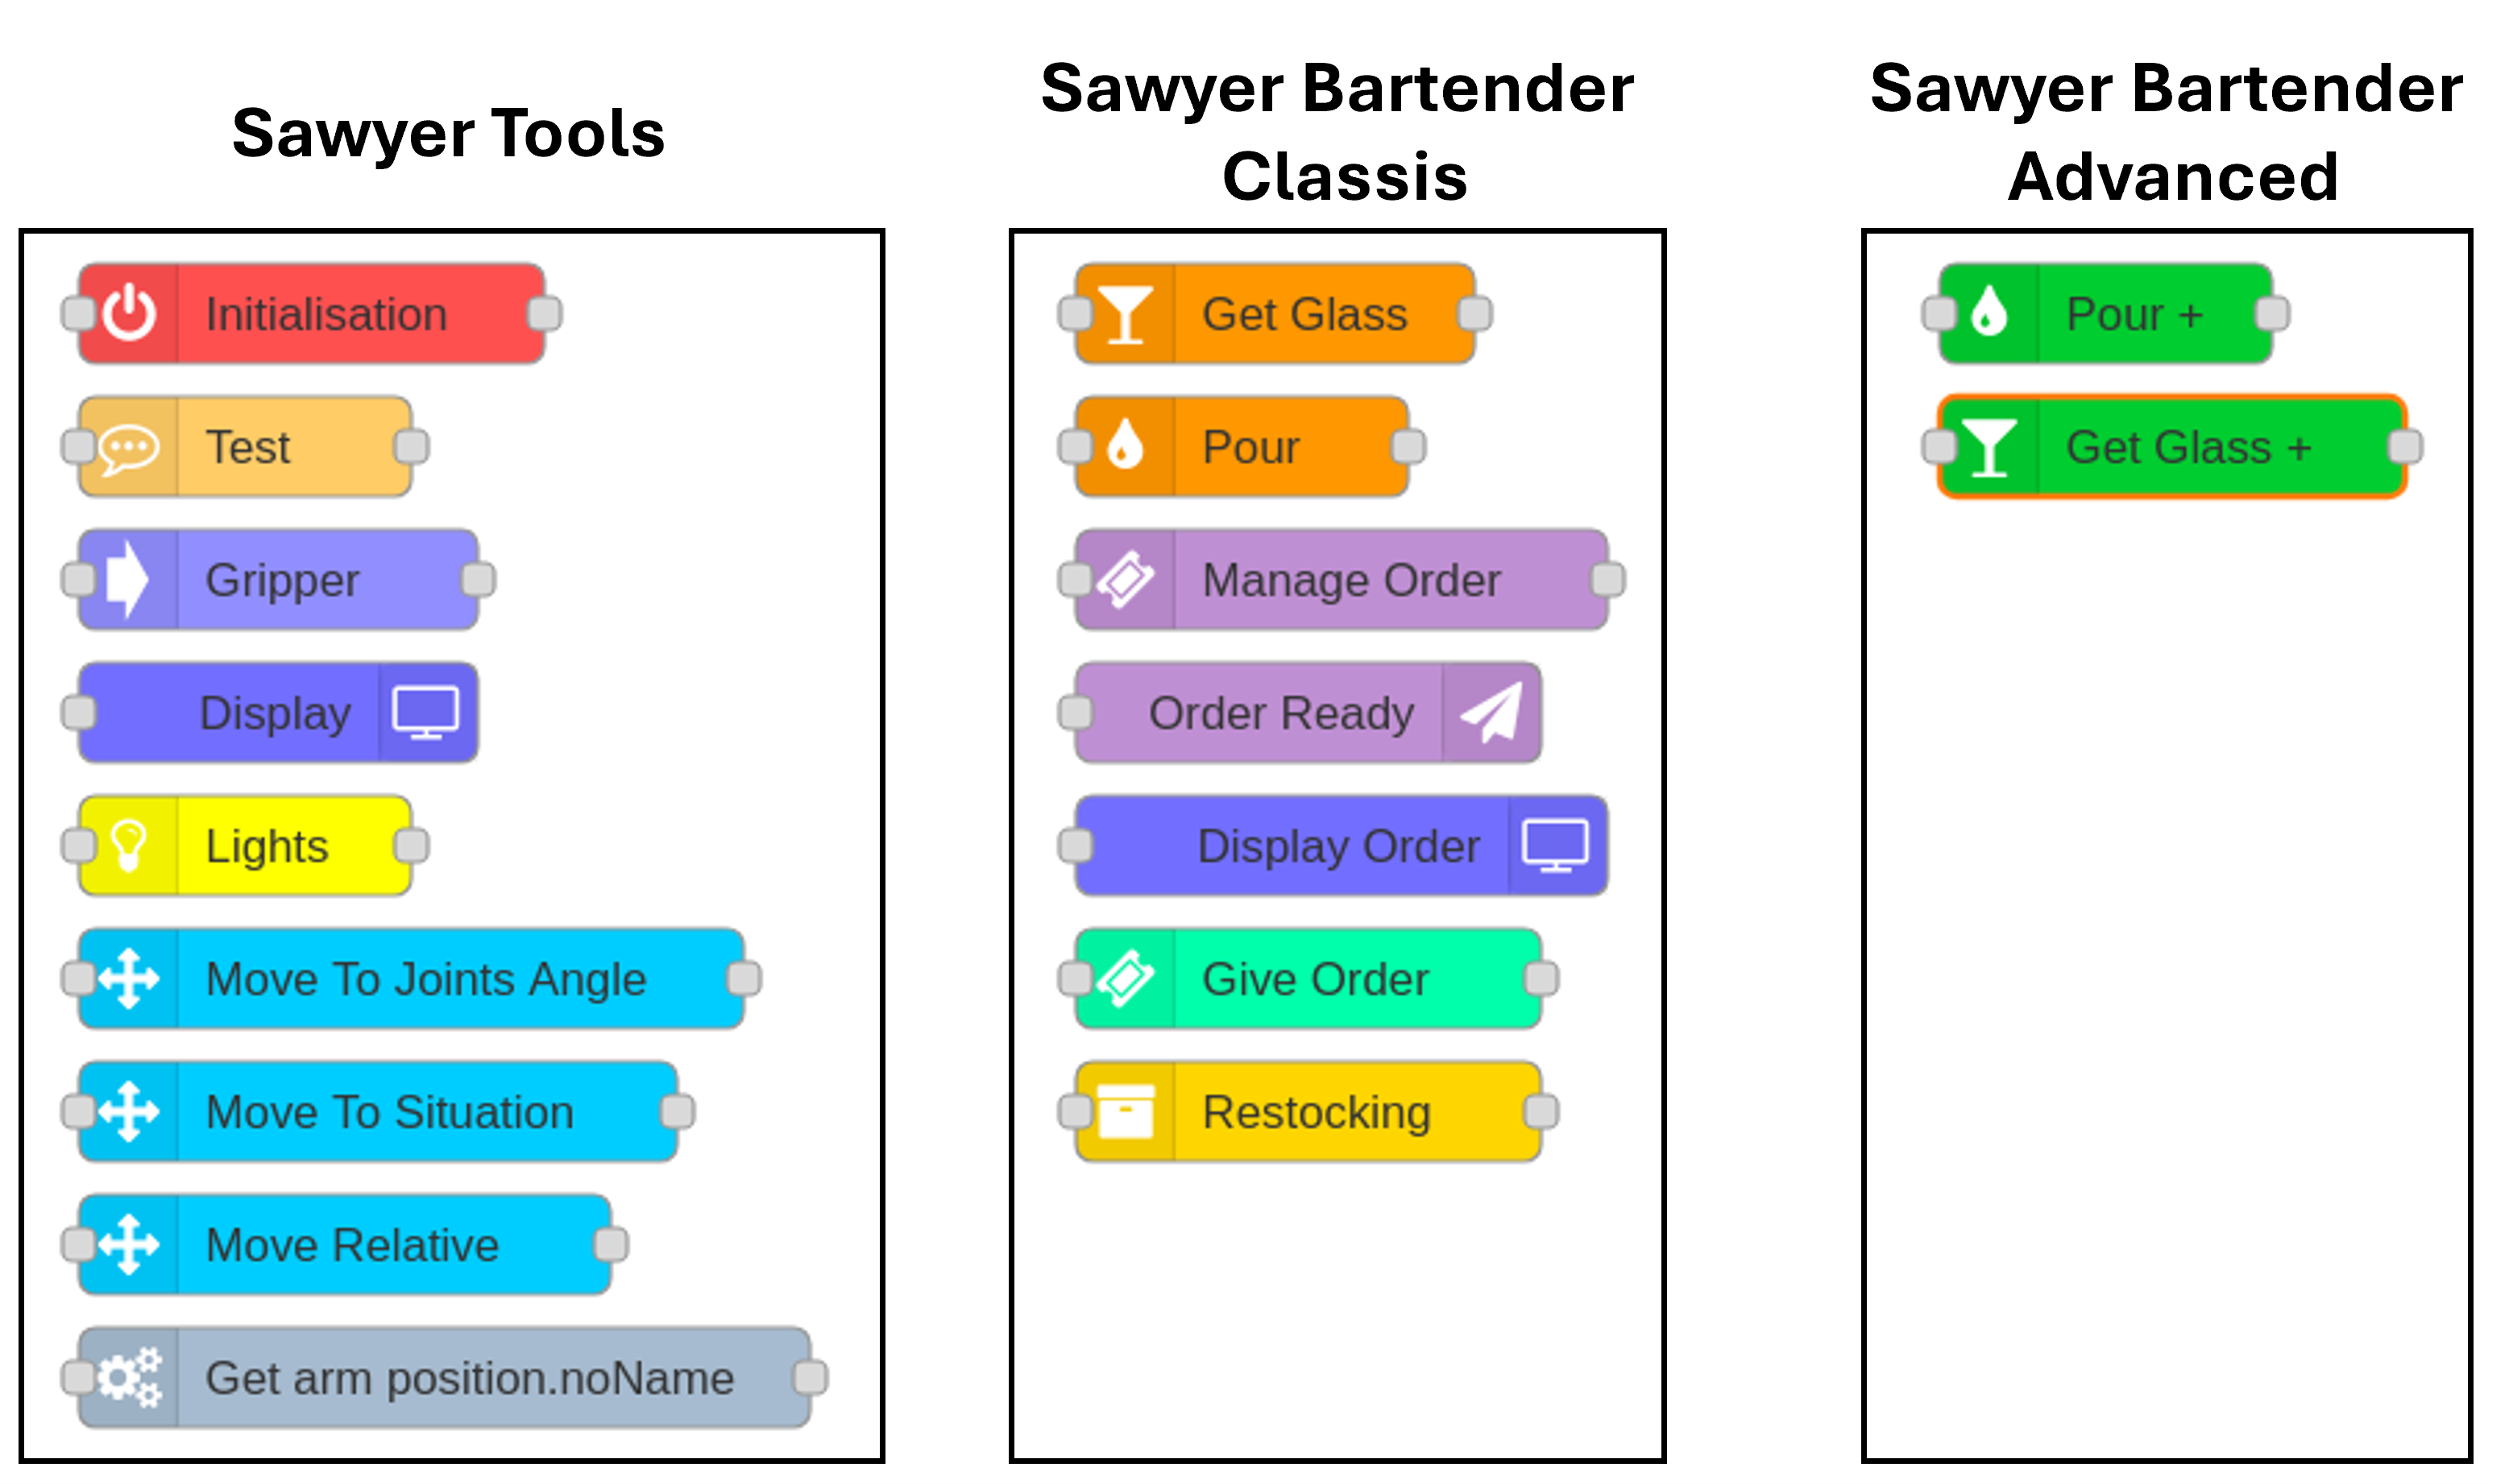 Sawyer Tools
Initialisation
Test
Gripper
Display
Lights
Move To Joints Angle
Move To Situation
Move Relative
Get arm position.noName
Sawyer Bartender
Classis
Get Glass
Pour
Manage Order
Order Ready
Display Order
Give Order
Restocking
Sawyer Bartender
Advanced
Pour +
Get Glass +